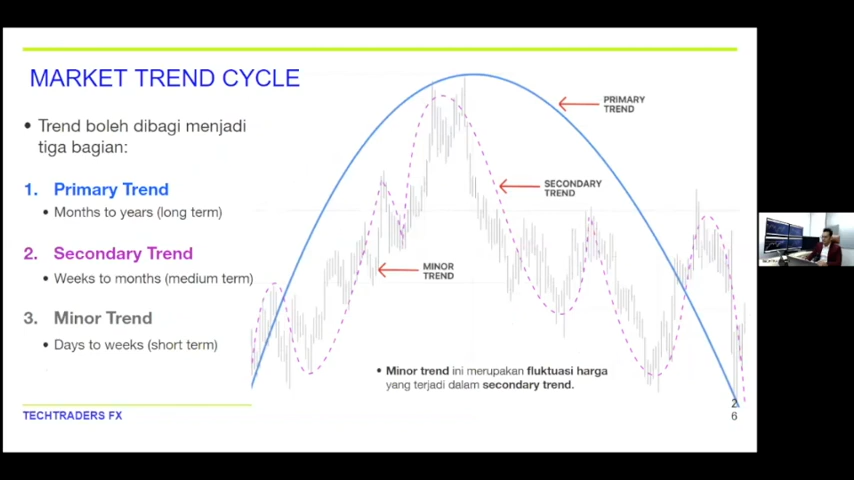 MARKET TREND CYCLE
• Trend boleh dibagi menjadi
tiga bagian:
1. Primary Trend
• Months to years (long term)
2. Secondary Trend
• Weeks to months (medium term)
3. Minor Trend
• Days to weeks (short term)
PRIMARY
TREND
SECONDARY
TREND
MINOR
TREND
• Minor trend ini merupakan fluktuasi harga
yang terjadi dalam secondary trend.
TECHTRADERS FX
2
6